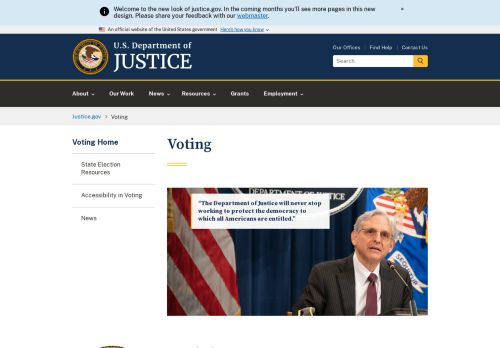 Welcome to the new look of justice.gov. In the coming months you'll see more pages in this new
design. Please share your feedback with our webmaster.
×
An official website of the United States government Here's how you know
U.S. Department of
JUSTICE
Our Offices | Find Help | Contact Us
Search
About
Our Work
News
Resources
Grants
Employment
Justice.gov > Voting
Voting Home
State Election
Resources
Accessibility in Voting
News
Voting
DEPARTMENT OF JUSTICE
"The Department of Justice will never stop
working to protect the democracy to
which all Americans are entitled."